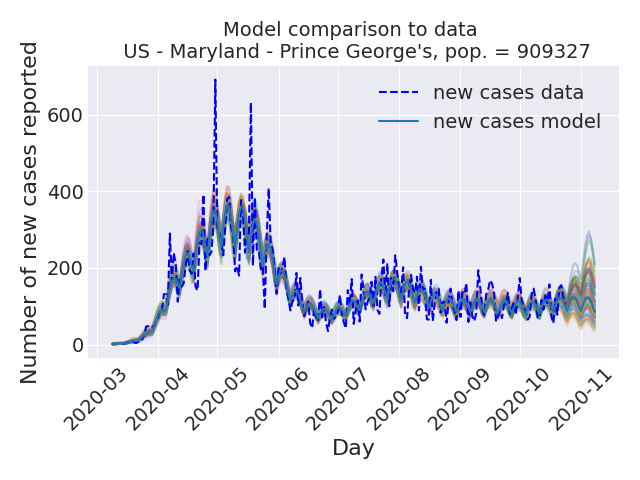 Model comparison to data
US - Maryland - Prince George's, pop. = 909327
Number of new cases reported
600
400
200
0
new cases data
new cases model
2020-03
2020-04
2020-05
2020-06
2020-07
2020-08
2020-09
2020-10
2020-11
Day